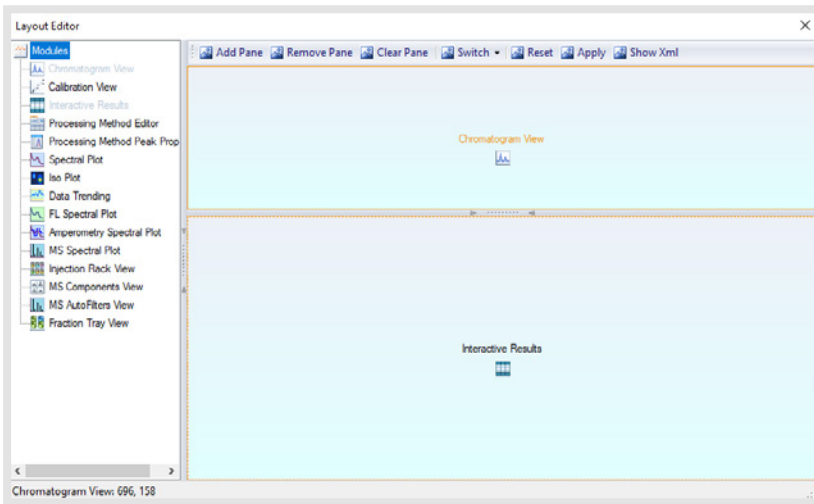 Layout Editor
Modules
Chromatogram View
Calibration View
Interactive Results
Processing Method Editor
Processing Method Peak Prop
Spectral Plot
Iso Plot
Data Trending
FL Spectral Plot
Amperometry Spectral Plot
MS Spectral Plot
Injection Rack View
MS Components View
MS AutoFilters View
Fraction Tray View
Add Pane Remove Pane Clear Pane Switch Reset Apply Show Xml
Chromatogram View
Interactive Results
Chromatogram View: 696, 158